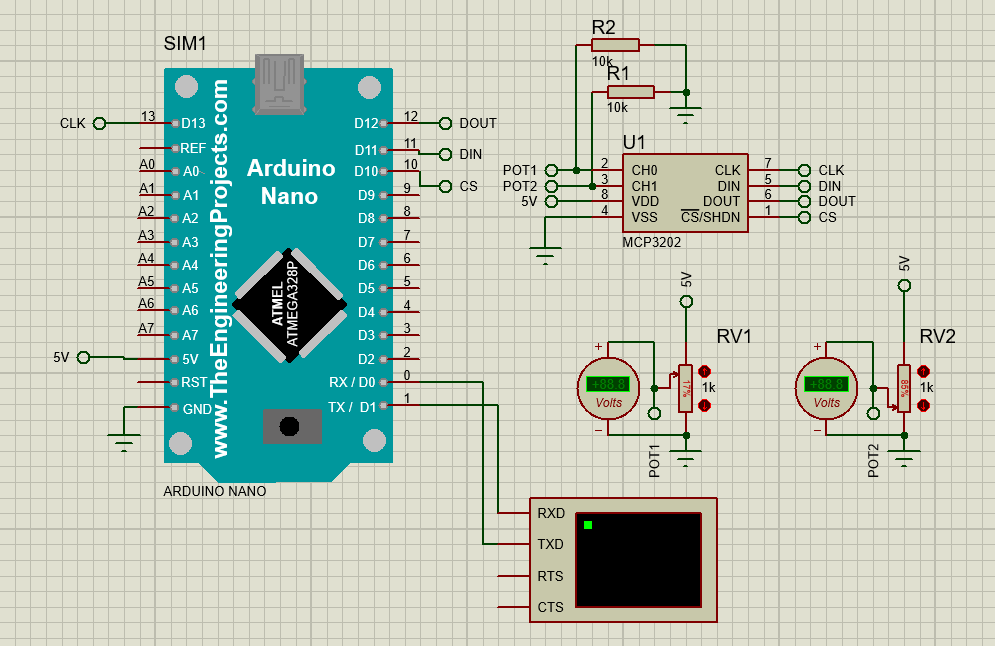 SIM1
CLK
13
D13
REF
A0
A0
A1
A1
A2
A2
A3
A3
A4
A4
A5
A5
A6
A6
A7
A7
5V
5V
RST
GND
www.TheEngineeringProjects.com
Arduino
Nano
ATMEL
ATMEGA328P
D12
12
DOUT
D11
11
DIN
D10
10
CS
D9
9
D8
8
D7
7
D6
6
D5
5
D4
4
D3
3
D2
2
RX / D0
0
TX / D1
1
ARDUINO NANO
R2
10k
R1
10k
U1
POT1
2
CH0
POT2
3
CH1
5V
8
VDD
4
VSS
CLK
7
CLK
DIN
5
DIN
DOUT
6
DOUT
CS/SHDN
1
CS
MCP3202
5V
RV1
+
+88.8
Volts
−
17%
1k
POT1
5V
RV2
+
+88.8
Volts
−
85%
1k
POT2
RXD
TXD
RTS
CTS